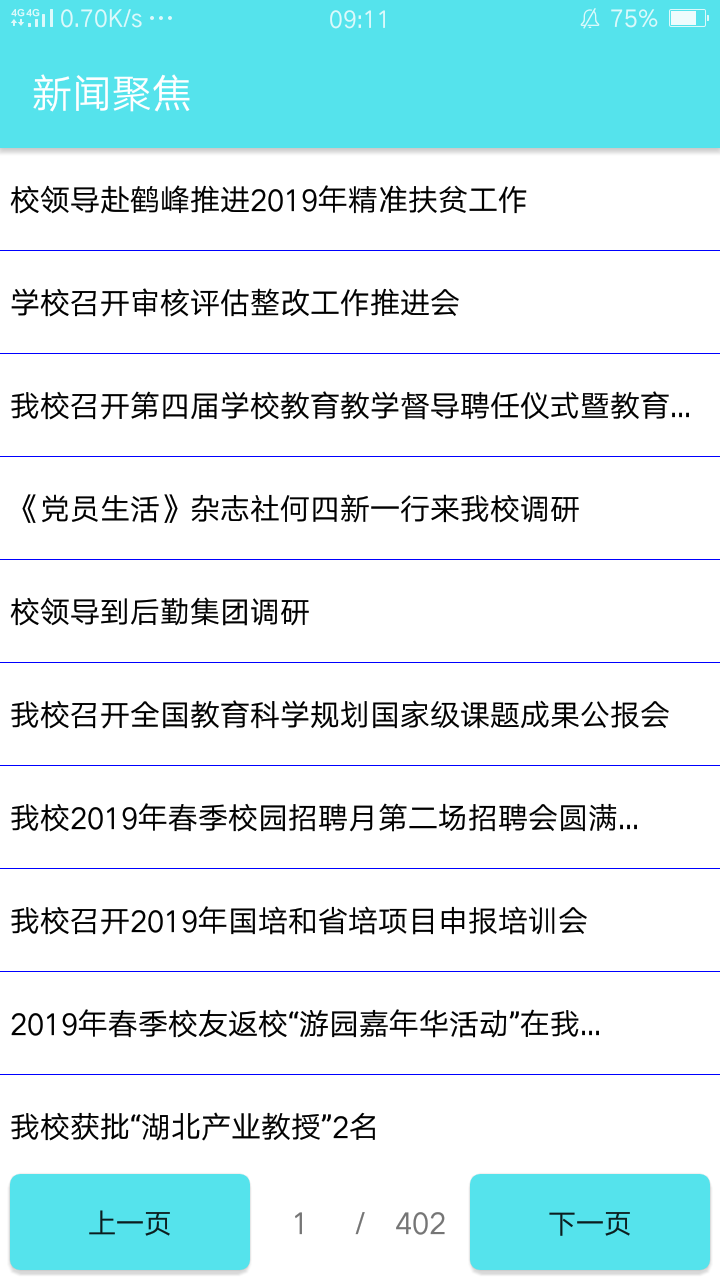 4G4G 0.70K/s ··· 09:11 75%
新闻聚焦
校领导赴鹤峰推进2019年精准扶贫工作
学校召开审核评估整改工作推进会
我校召开第四届学校教育教学督导聘任仪式暨教育...
《党员生活》杂志社何四新一行来我校调研
校领导到后勤集团调研
我校召开全国教育科学规划国家级课题成果公报会
我校2019年春季校园招聘月第二场招聘会圆满...
我校召开2019年国培和省培项目申报培训会
2019年春季校友返校“游园嘉年华活动”在我...
我校获批“湖北产业教授”2名
上一页 1 / 402 下一页